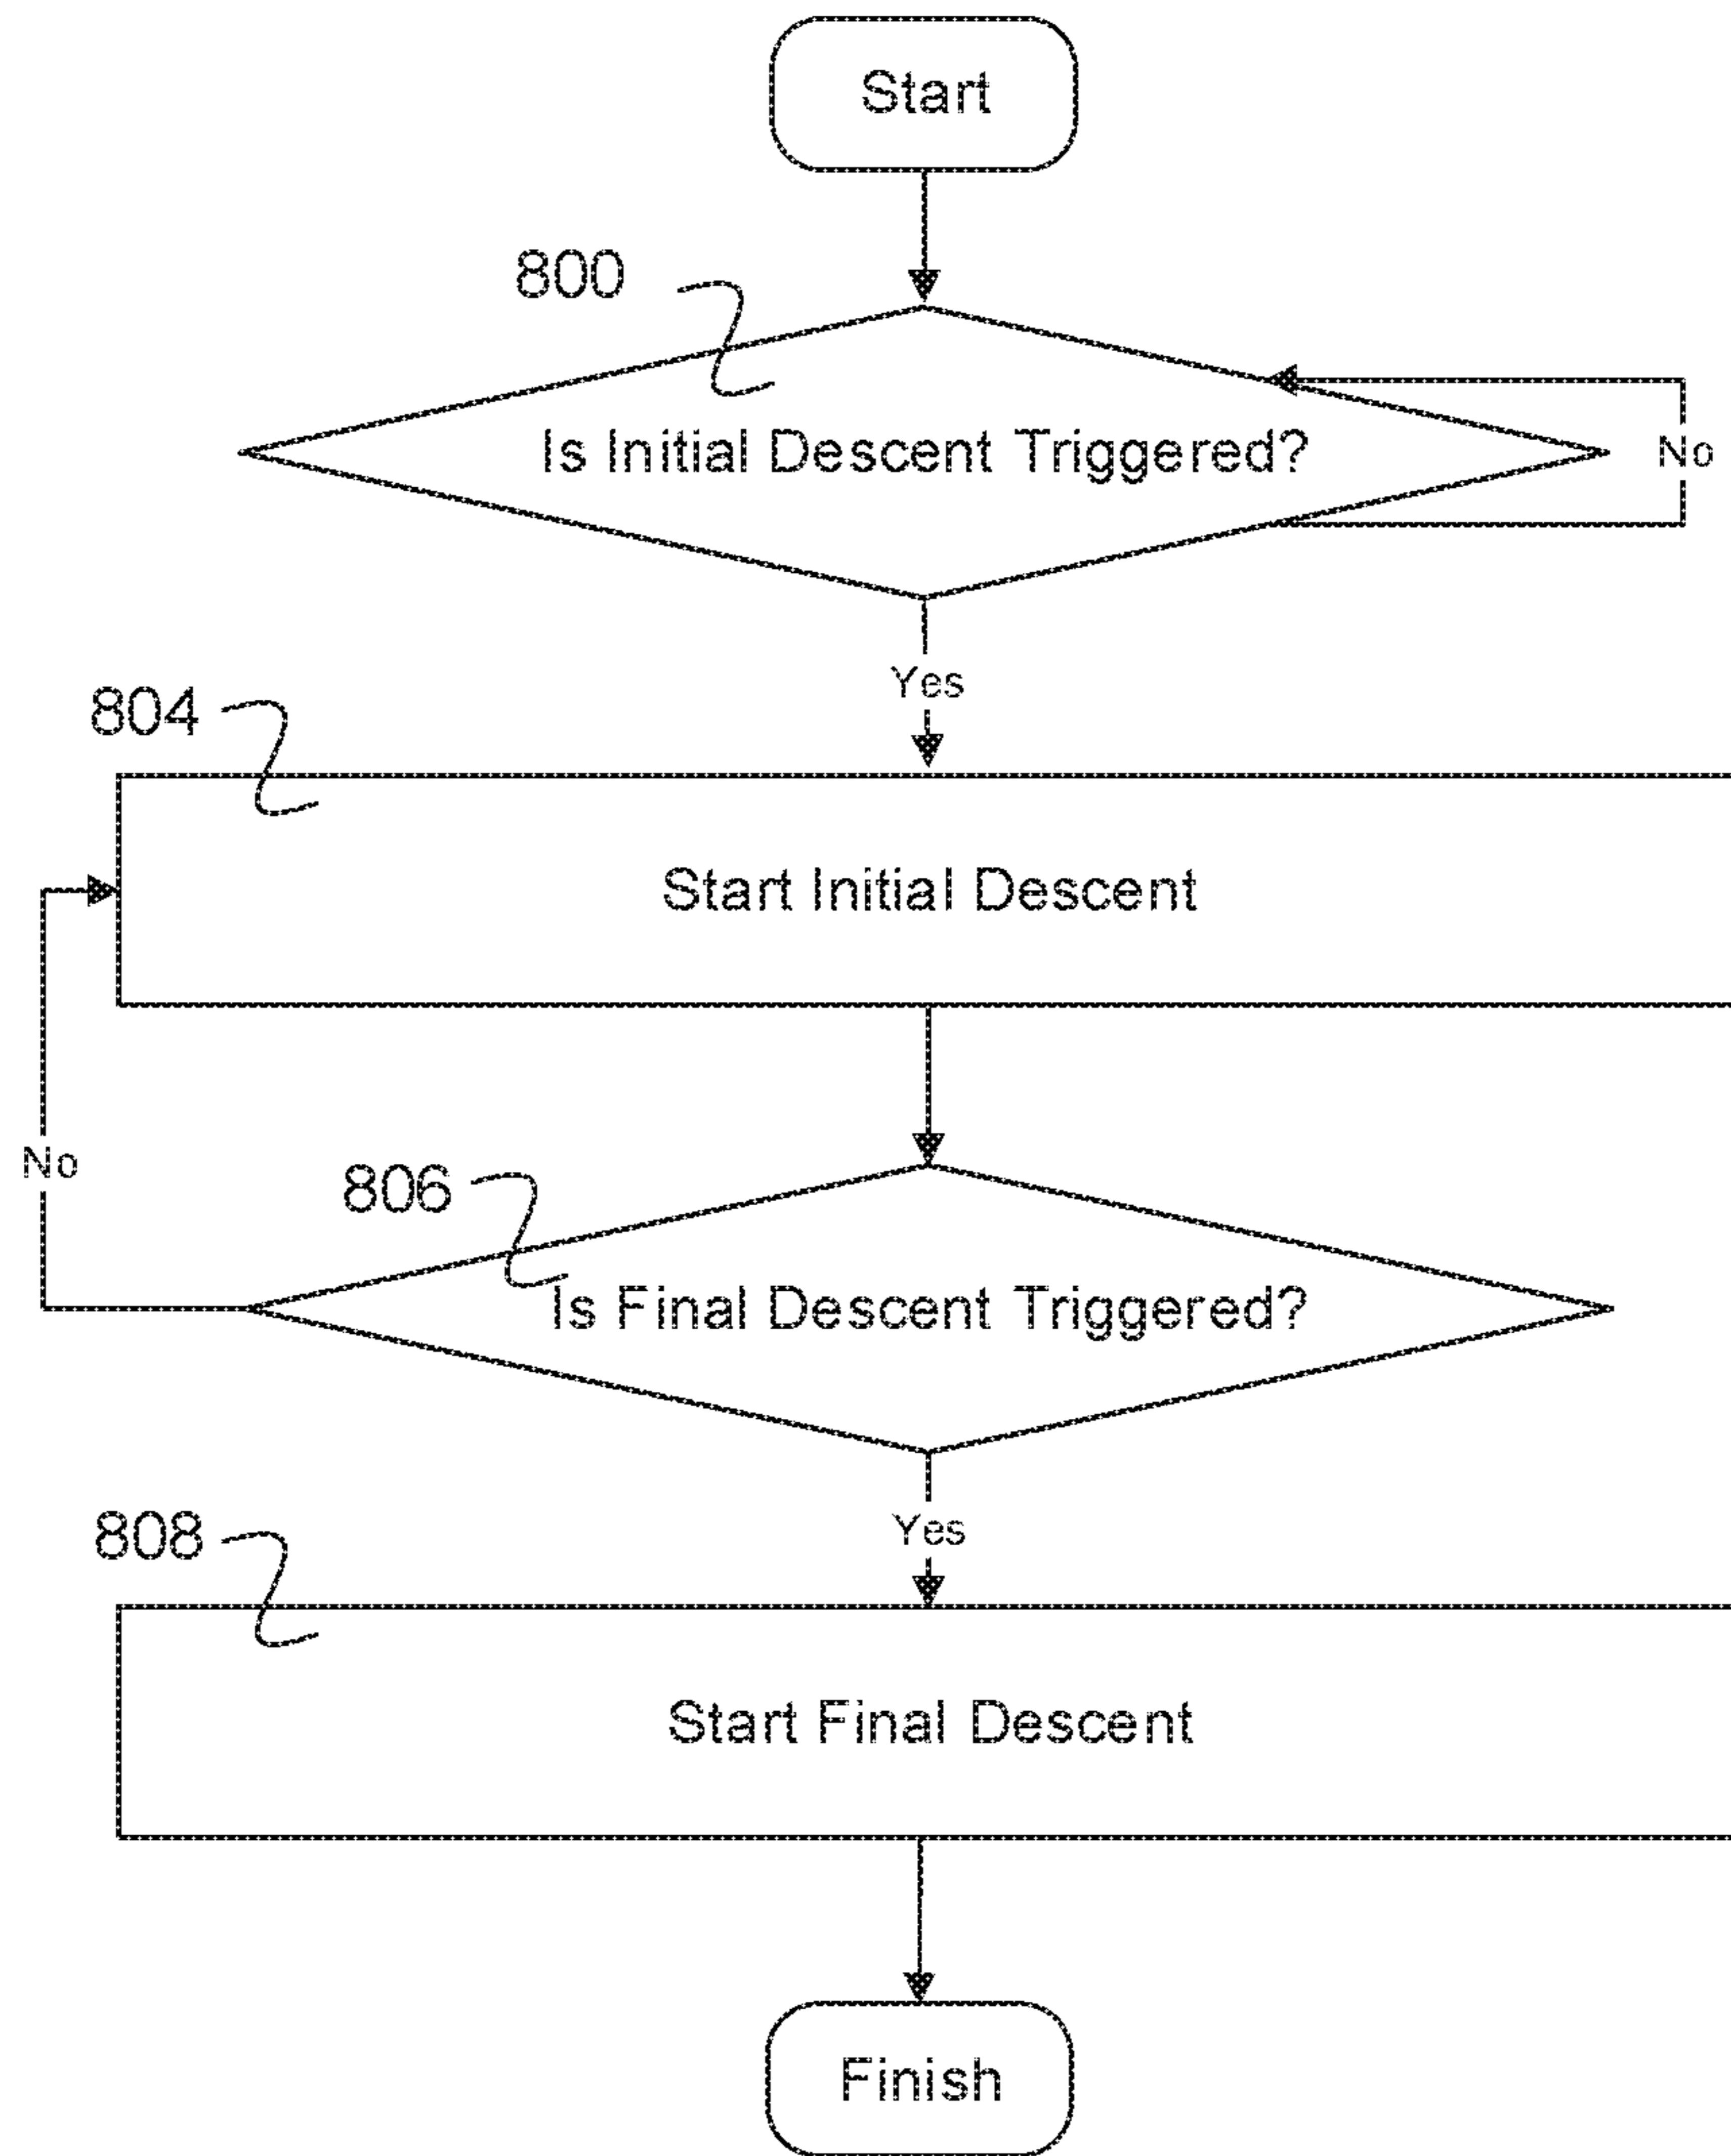 Start
800
Is Initial Descent Triggered?
No
Yes
804
Start Initial Descent
No
806
Is Final Descent Triggered?
Yes
808
Start Final Descent
Finish